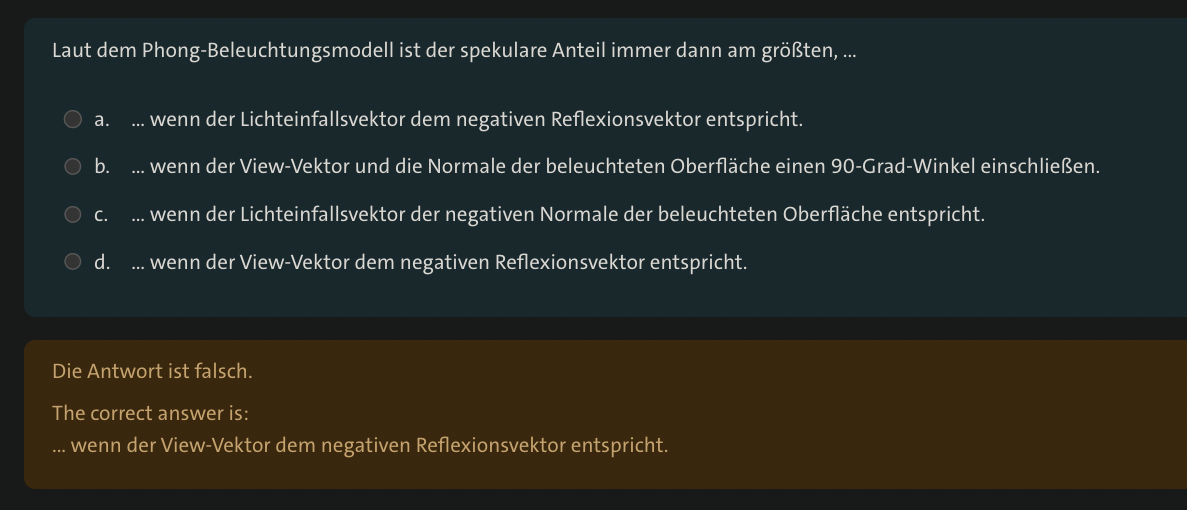 Laut dem Phong-Beleuchtungsmodell ist der spekulare Anteil immer dann am größten, ...
a. ... wenn der Lichteinfallsvektor dem negativen Reflexionsvektor entspricht.
b. ... wenn der View-Vektor und die Normale der beleuchteten Oberfläche einen 90-Grad-Winkel einschließen.
c. ... wenn der Lichteinfallsvektor der negativen Normale der beleuchteten Oberfläche entspricht.
d. ... wenn der View-Vektor dem negativen Reflexionsvektor entspricht.
Die Antwort ist falsch.
The correct answer is:
... wenn der View-Vektor dem negativen Reflexionsvektor entspricht.